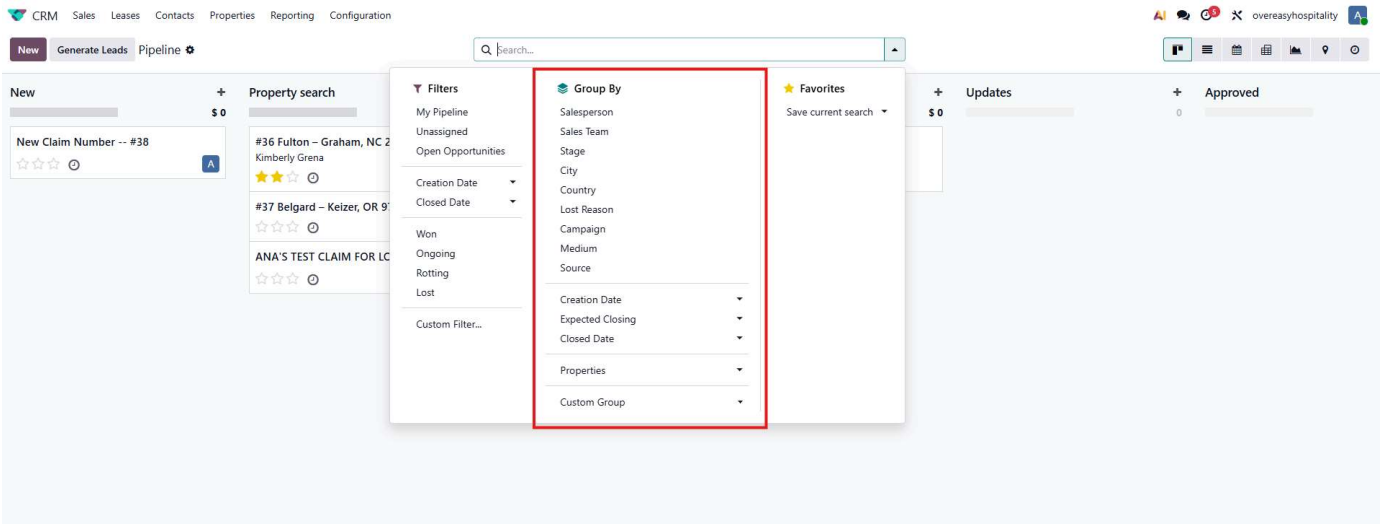 CRM Sales Leases Contacts Properties Reporting Configuration
AI 5 overeasyhospitality A
New Generate Leads Pipeline
Search...
New
$ 0
New Claim Number -- #38
A
Property search
#36 Fulton – Graham, NC 2
Kimberly Grena
#37 Belgard – Keizer, OR 9
ANA'S TEST CLAIM FOR LO
Filters
My Pipeline
Unassigned
Open Opportunities
Creation Date
Closed Date
Won
Ongoing
Rotting
Lost
Custom Filter...
Group By
Salesperson
Sales Team
Stage
City
Country
Lost Reason
Campaign
Medium
Source
Creation Date
Expected Closing
Closed Date
Properties
Custom Group
Favorites
Save current search
$ 0
Updates
0
Approved